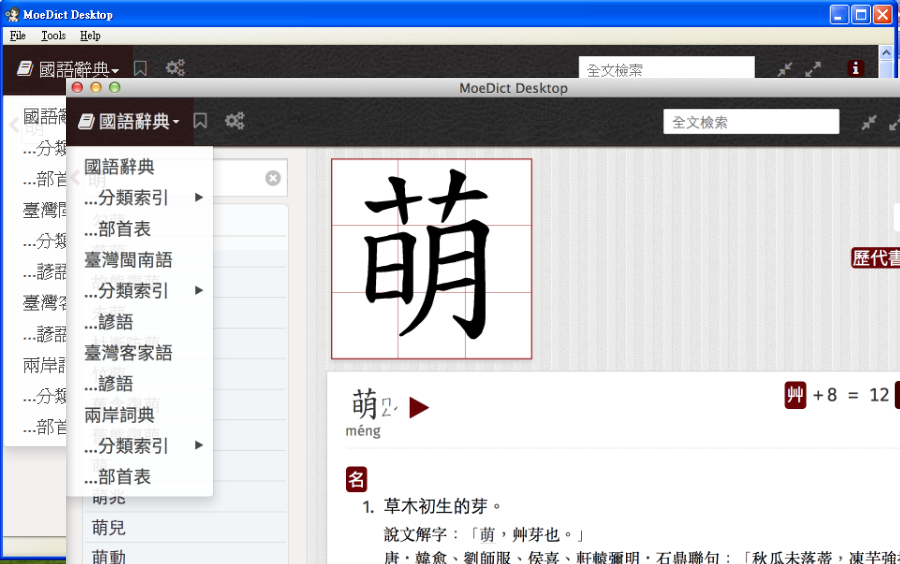 MoeDict Desktop
File Tools Help
國語辭典
全文檢索
國語辭
...分類
...部首
臺灣閩
...分類
...諺語
臺灣客
...諺語
兩岸詞
...分類
...部首
MoeDict Desktop
國語辭典
全文檢索
國語辭典
...分類索引
...部首表
臺灣閩南語
...分類索引
...諺語
臺灣客家語
...諺語
兩岸詞典
...分類索引
...部首表
萌兆
萌兒
萌動
萌
歷代書
萌 ㄇㄥˊ
méng
艸 +8 = 12
名
1. 草木初生的芽。
說文解字：「萌，艸芽也。」
唐．韓愈、劉師服、侯喜、軒轅彌明．石鼎聯句：「秋瓜未落蒂，凍芋強